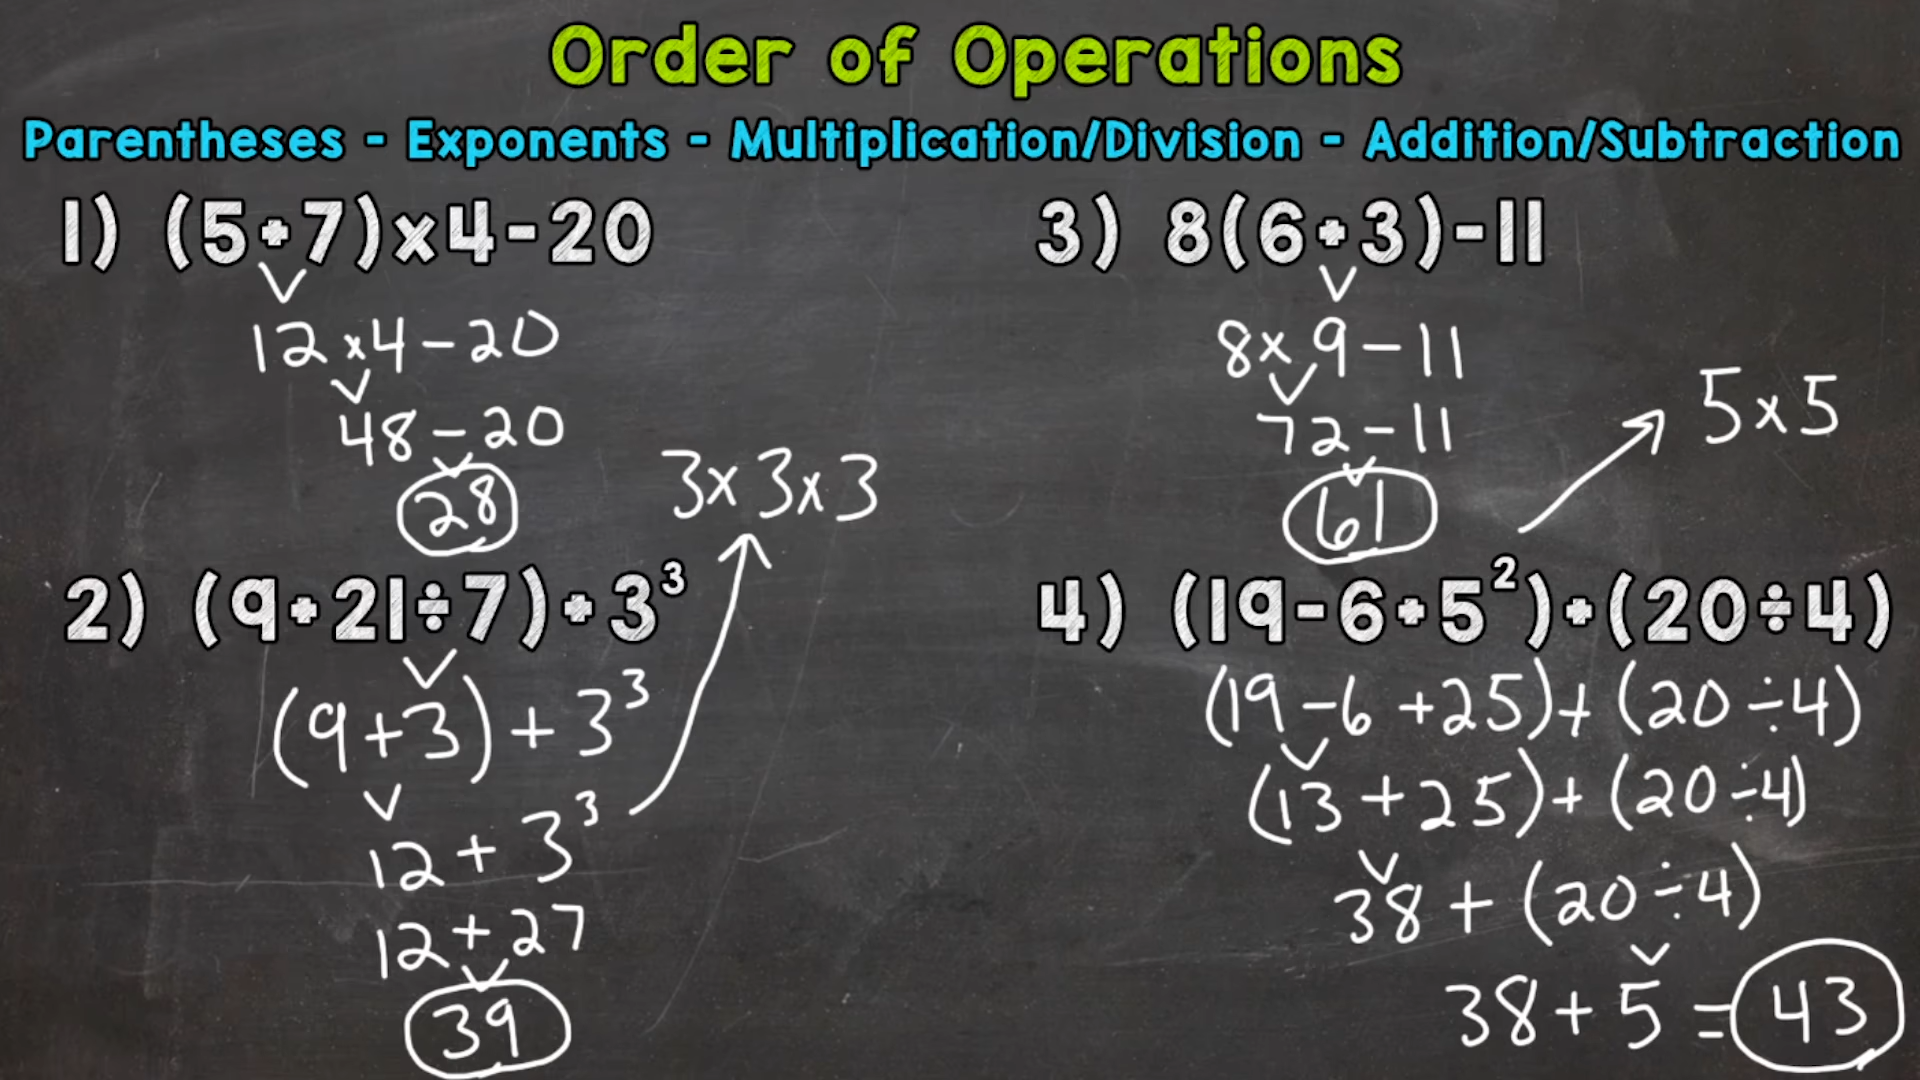 Order of Operations
Parentheses - Exponents - Multiplication/Division - Addition/Subtraction
1) (5+7)x4-20
12x4-20
48-20
28
2) (9+21÷7)+3³
(9+3)+3³
12+3³
3x3x3
12+27
39
3) 8(6+3)-11
8x9-11
72-11
61
4) (19-6+5²)+(20÷4)
5x5
(19-6+25)+(20÷4)
(13+25)+(20÷4)
38+(20÷4)
38+5=43